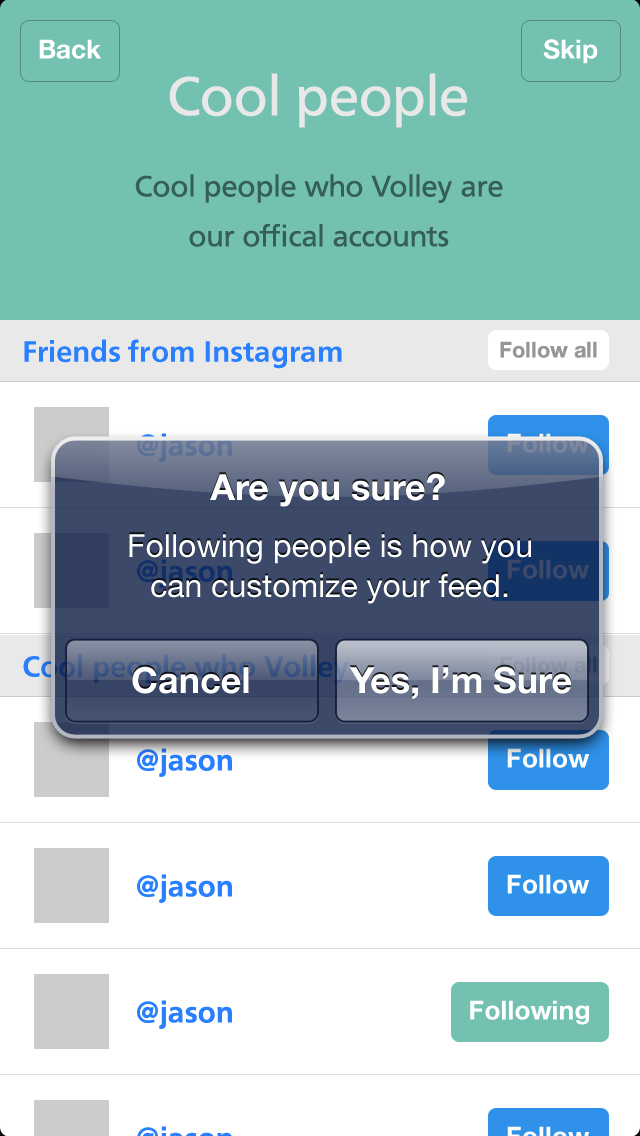 Back
Skip
Cool people
Cool people who Volley are
our offical accounts
Friends from Instagram
Follow all
@jason
Follow
Are you sure?
Following people is how you
can customize your feed.
@jason
Follow
Cool people who Volley
Follow all
Cancel
Yes, I'm Sure
@jason
Follow
@jason
Follow
@jason
Following
@jason
Follow